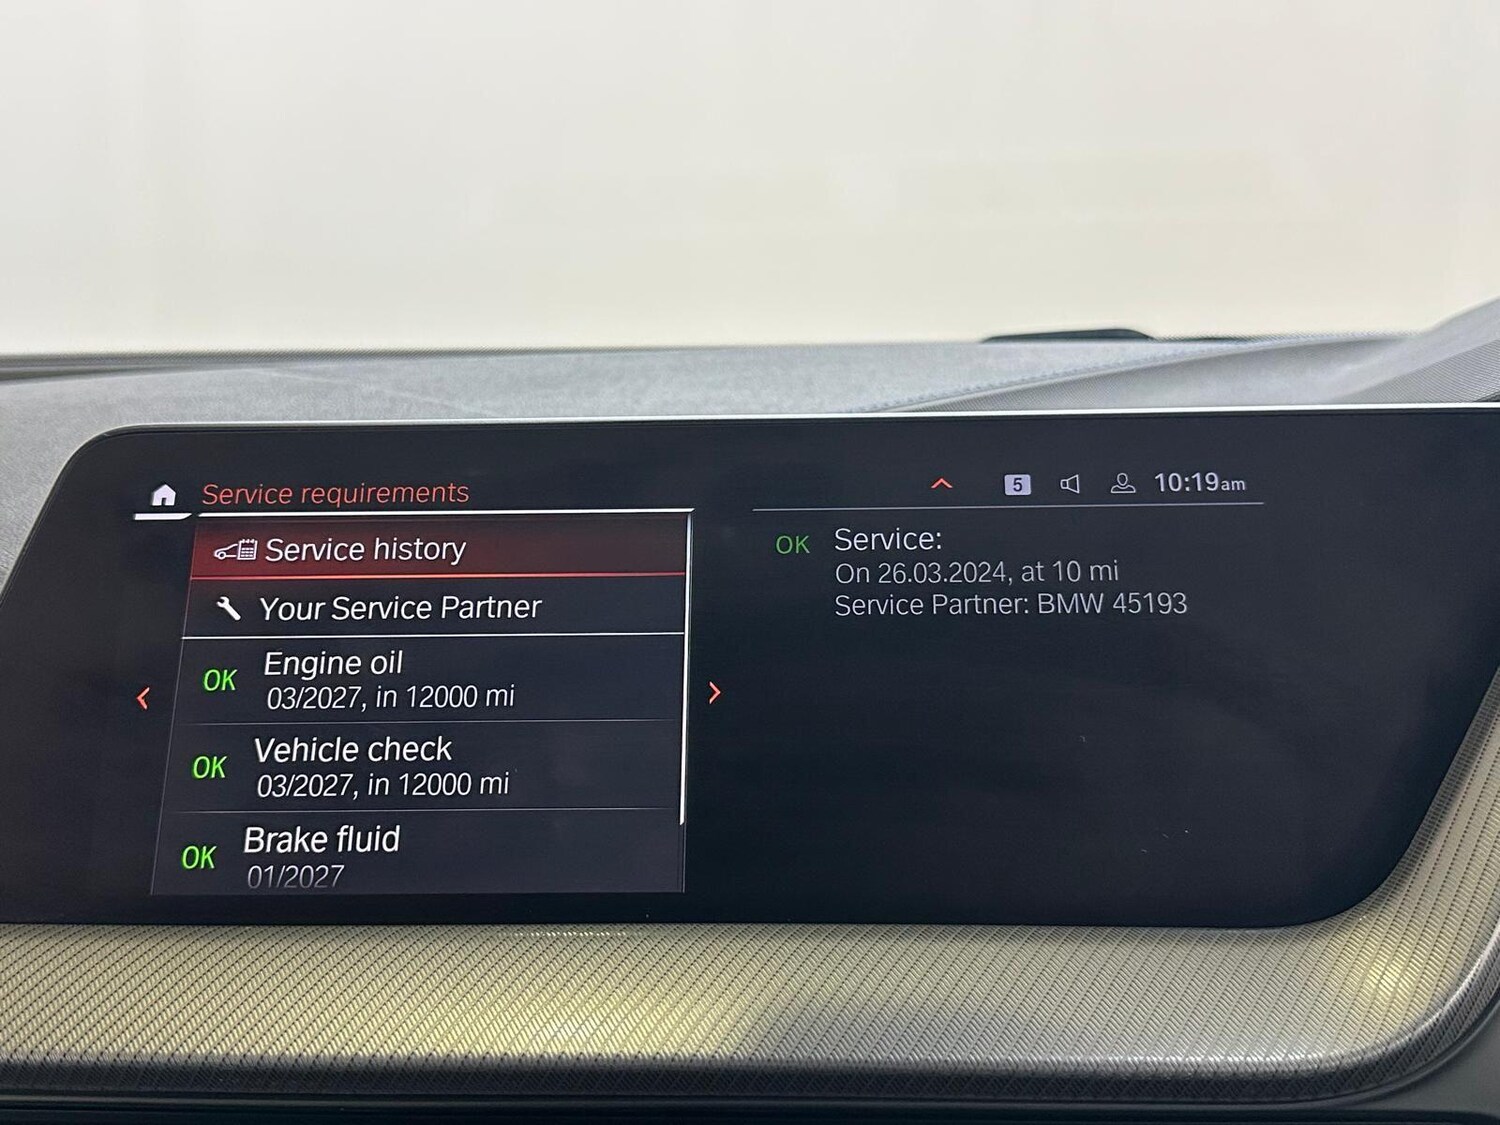 Service requirements
5 10:19am
Service history
Your Service Partner
OK Engine oil
03/2027, in 12000 mi
OK Vehicle check
03/2027, in 12000 mi
OK Brake fluid
01/2027
OK Service:
On 26.03.2024, at 10 mi
Service Partner: BMW 45193